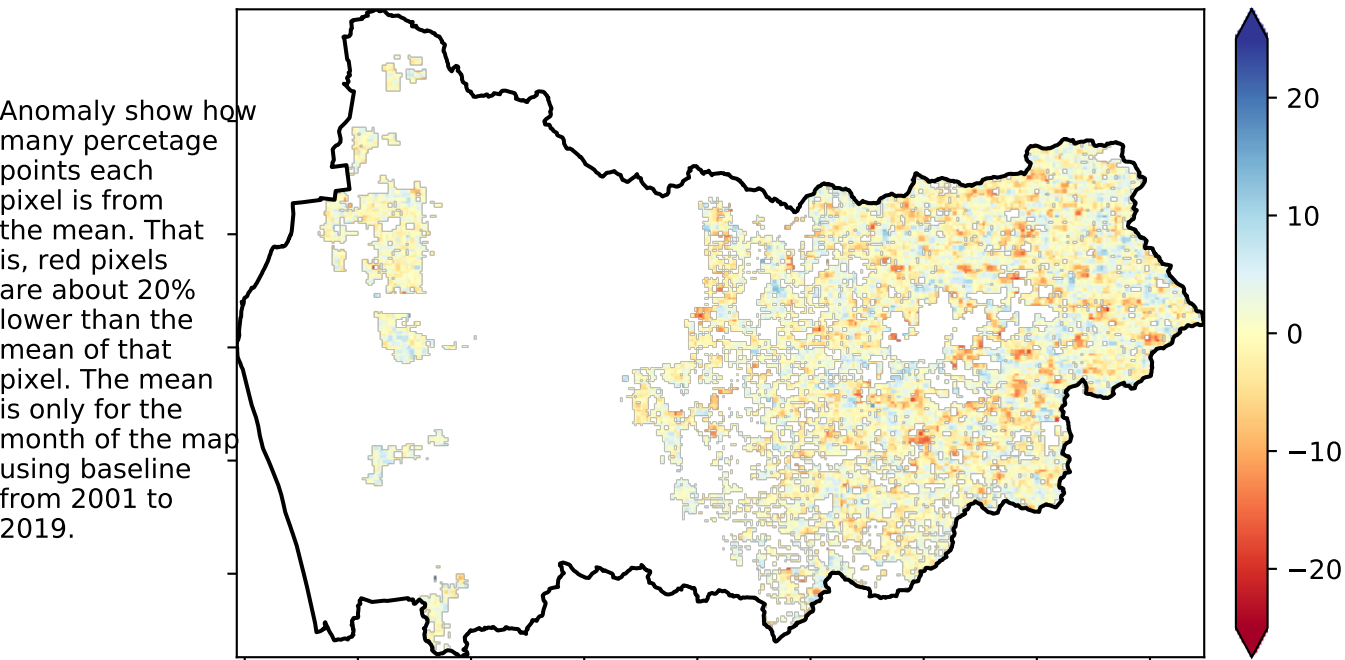 Anomaly show how
many percetage
points each
pixel is from
the mean. That
is, red pixels
are about 20%
lower than the
mean of that
pixel. The mean
is only for the
month of the map
using baseline
from 2001 to
2019.
20
10
0
−10
−20